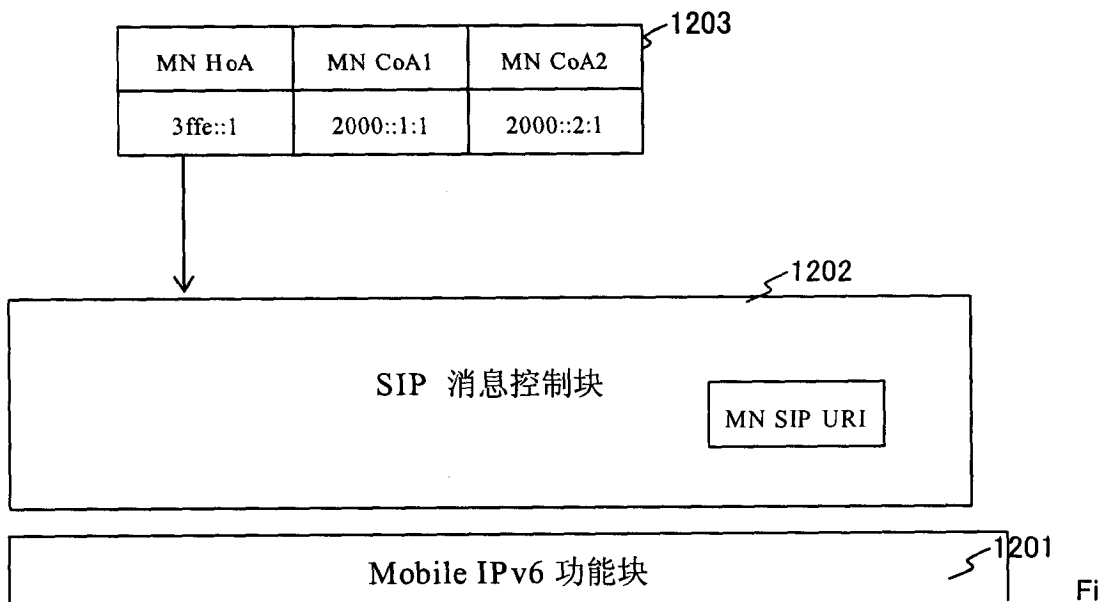 1203
MN HoA MN CoA1 MN CoA2
3ffe::1 2000::1:1 2000::2:1
1202
SIP 消息控制块
MN SIP URI
1201
Mobile IPv6 功能块
Fi